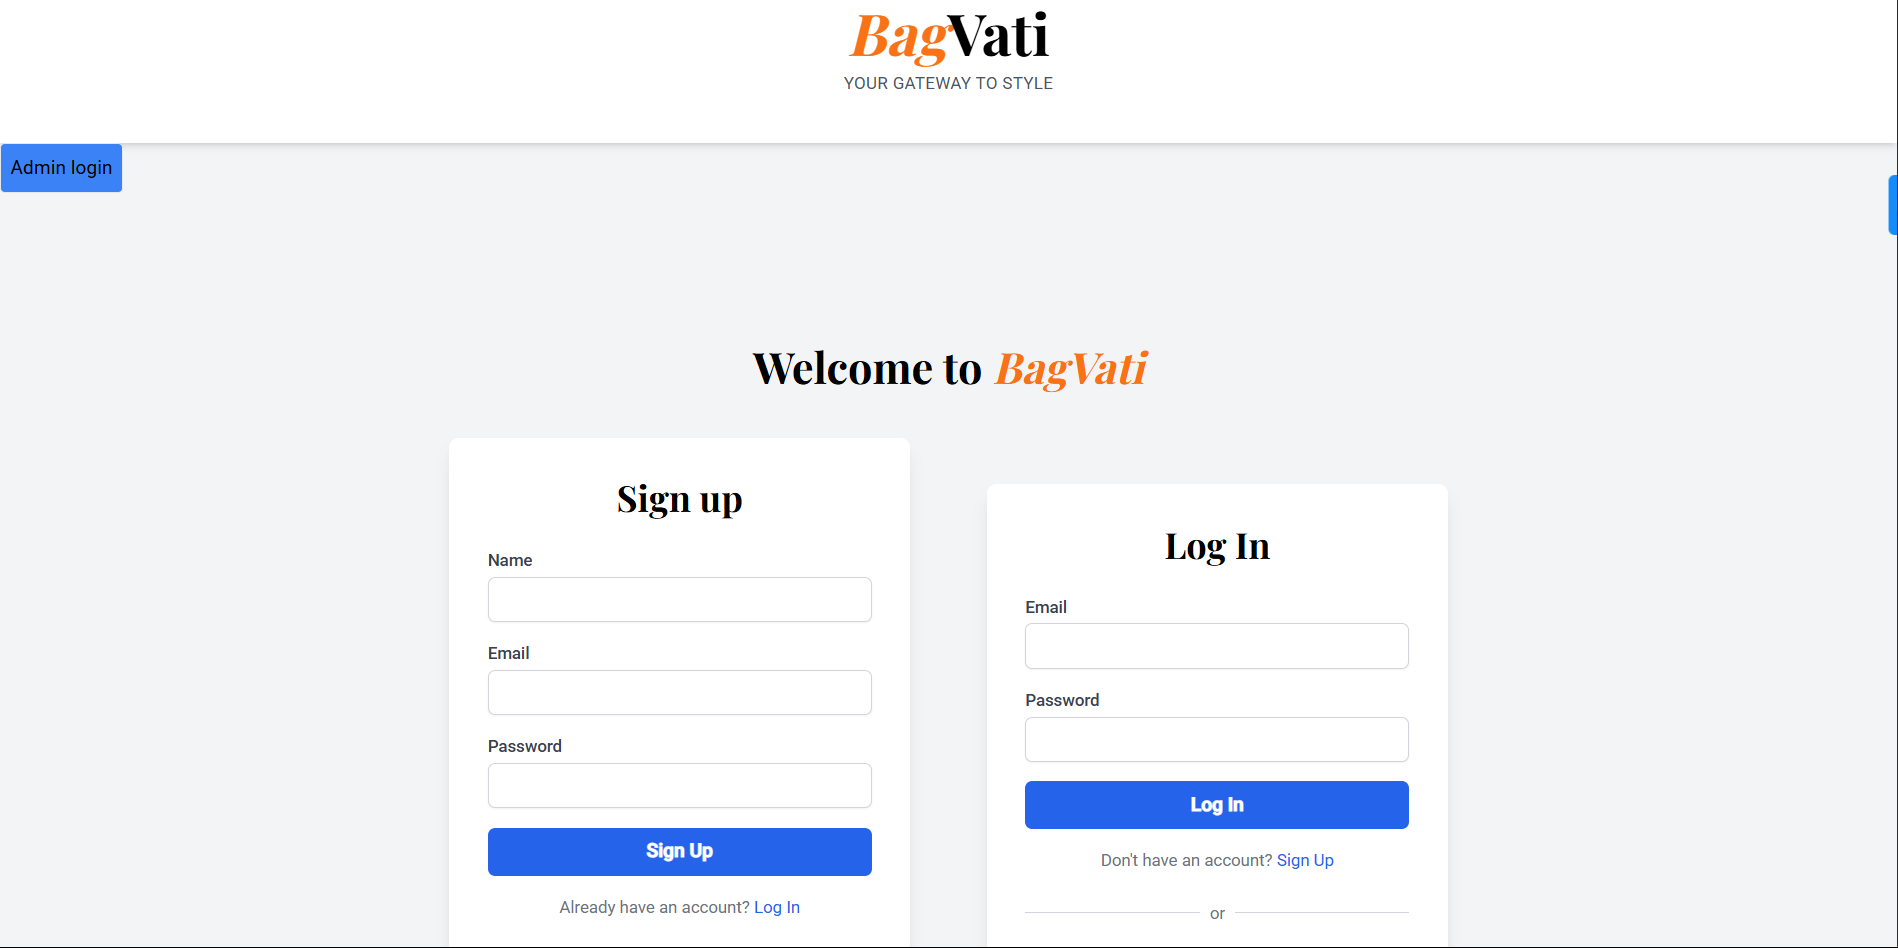 BagVati
YOUR GATEWAY TO STYLE
Admin login
Welcome to BagVati
Sign up
Name
Email
Password
Sign Up
Already have an account? Log In
Log In
Email
Password
Log In
Don't have an account? Sign Up
or